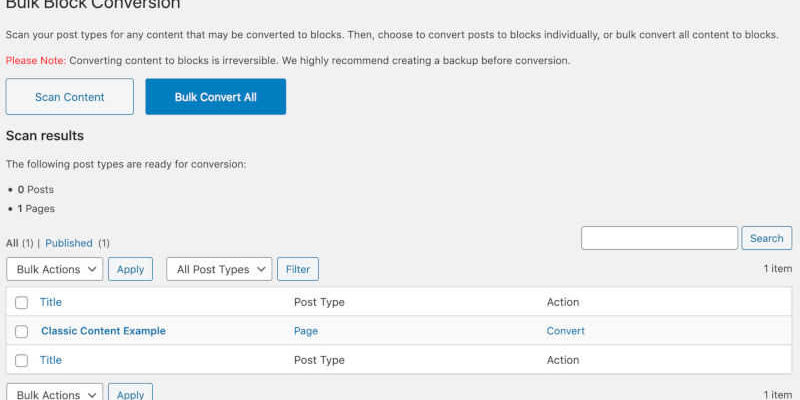 Bulk Block Conversion
Scan your post types for any content that may be converted to blocks. Then, choose to convert posts to blocks individually, or bulk convert all content to blocks.
Please Note: Converting content to blocks is irreversible. We highly recommend creating a backup before conversion.
Scan Content Bulk Convert All
Scan results
The following post types are ready for conversion:
• 0 Posts
• 1 Pages
All (1) | Published (1) Search
Bulk Actions Apply All Post Types Filter 1 item
Title Post Type Action
Classic Content Example Page Convert
Title Post Type Action
Bulk Actions Apply 1 item